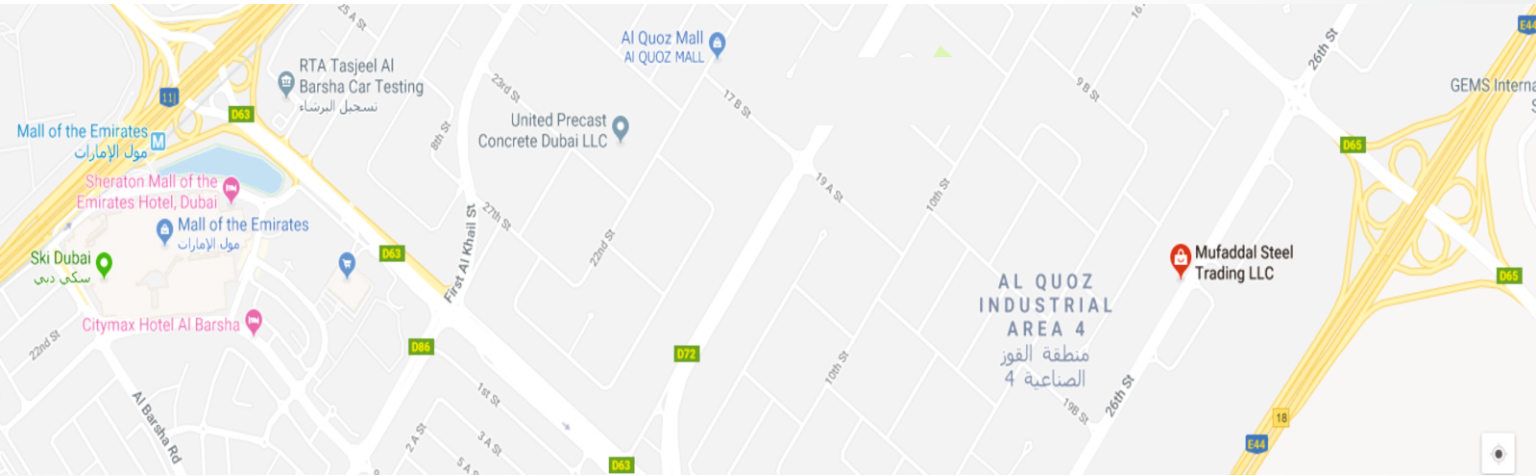 25 A St
16
26th St
E44
Al Quoz Mall
Al QUOZ MALL
RTA Tasjeel Al
Barsha Car Testing
تسجيل البرشاء
23rd St
17 B St
9 B St
GEMS Interna
S
11
D63
Mall of the Emirates
مول الإمارات
M
8th St
United Precast
Concrete Dubai LLC
D65
Sheraton Mall of the
Emirates Hotel, Dubai
19 A St
10th St
Mall of the Emirates
مول الإمارات
27th St
22nd St
First Al Khail St
D63
Ski Dubai
سكي دبي
Mufaddal Steel
Trading LLC
D65
AL QUOZ
INDUSTRIAL
AREA 4
منطقة القوز
الصناعية 4
Citymax Hotel Al Barsha
22nd St
D86
D72
10th St
1st St
Al Barsha Rd
2 A St
3 A St
5 A S
D63
19B St
26th St
18
E44